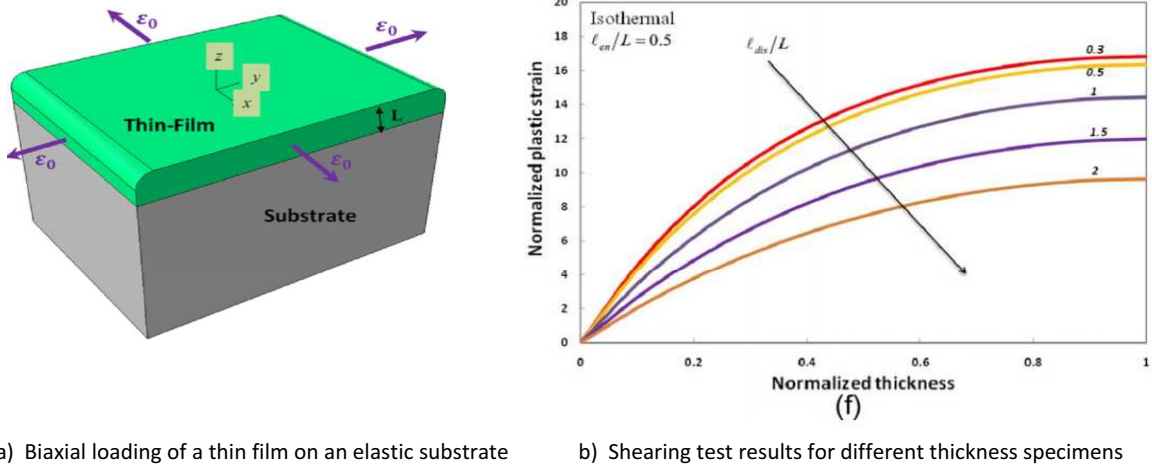 ε₀
ε₀
z
y
x
Thin-Film
L
ε₀
ε₀
Substrate
20
18
16
14
12
10
8
6
4
2
0
Normalized plastic strain
Isothermal
ℓen/L = 0.5
ℓdis/L
0.3
0.5
1
1.5
2
0 0.2 0.4 0.6 0.8 1
Normalized thickness
(f)
a) Biaxial loading of a thin film on an elastic substrate
b) Shearing test results for different thickness specimens